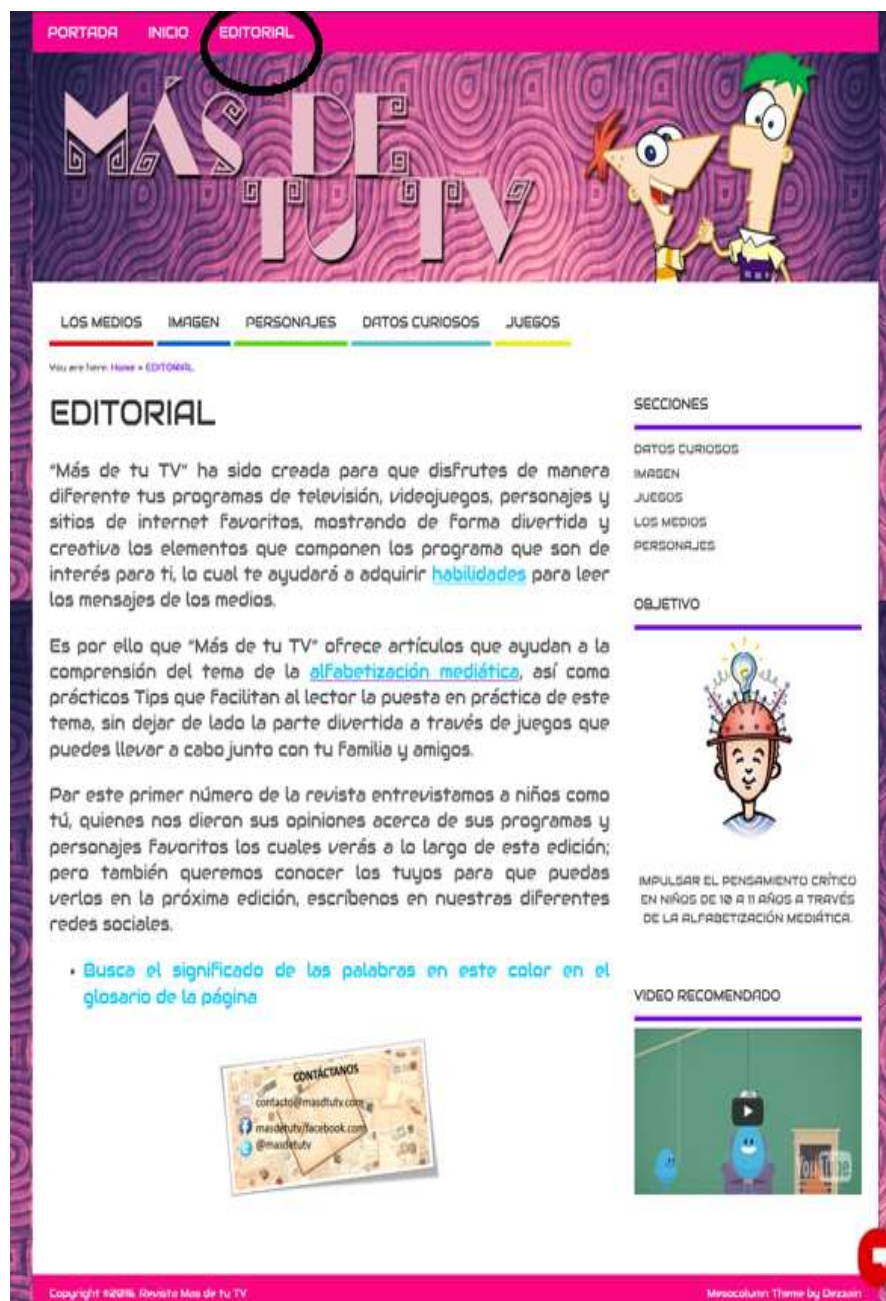 PORTADA INICIO EDITORIAL
MÁS DE
TU TV
LOS MEDIOS IMAGEN PERSONAJES DATOS CURIOSOS JUEGOS
You are here: Home » EDITORIAL
EDITORIAL
“Más de tu TV” ha sido creada para que disfrutes de manera
diferente tus programas de televisión, videojuegos, personajes y
sitios de internet favoritos, mostrando de forma divertida y
creativa los elementos que componen los programa que son de
interés para ti, lo cual te ayudará a adquirir habilidades para leer
los mensajes de los medios.
Es por ello que “Más de tu TV” ofrece artículos que ayudan a la
comprensión del tema de la alfabetización mediática, así como
prácticos Tips que facilitan al lector la puesta en práctica de este
tema, sin dejar de lado la parte divertida a través de juegos que
puedes llevar a cabo junto con tu familia y amigos.
Par este primer número de la revista entrevistamos a niños como
tú, quienes nos dieron sus opiniones acerca de sus programas y
personajes favoritos los cuales verás a lo largo de esta edición;
pero también queremos conocer los tuyos para que puedas
verlos en la próxima edición, escríbenos en nuestras diferentes
redes sociales.
• Busca el significado de las palabras en este color en el
glosario de la página
CONTÁCTANOS
contacto@masdtutv.com
masdetutv/facebook.com
@masdetutv
SECCIONES
DATOS CURIOSOS
IMAGEN
JUEGOS
LOS MEDIOS
PERSONAJES
OBJETIVO
IMPULSAR EL PENSAMIENTO CRÍTICO
EN NIÑOS DE 10 A 11 AÑOS A TRAVÉS
DE LA ALFABETIZACIÓN MEDIÁTICA.
VIDEO RECOMENDADO
YouTube
Copyright ©2016. Revista Mas de tu TV
Mesocolumn Theme by Dezzain